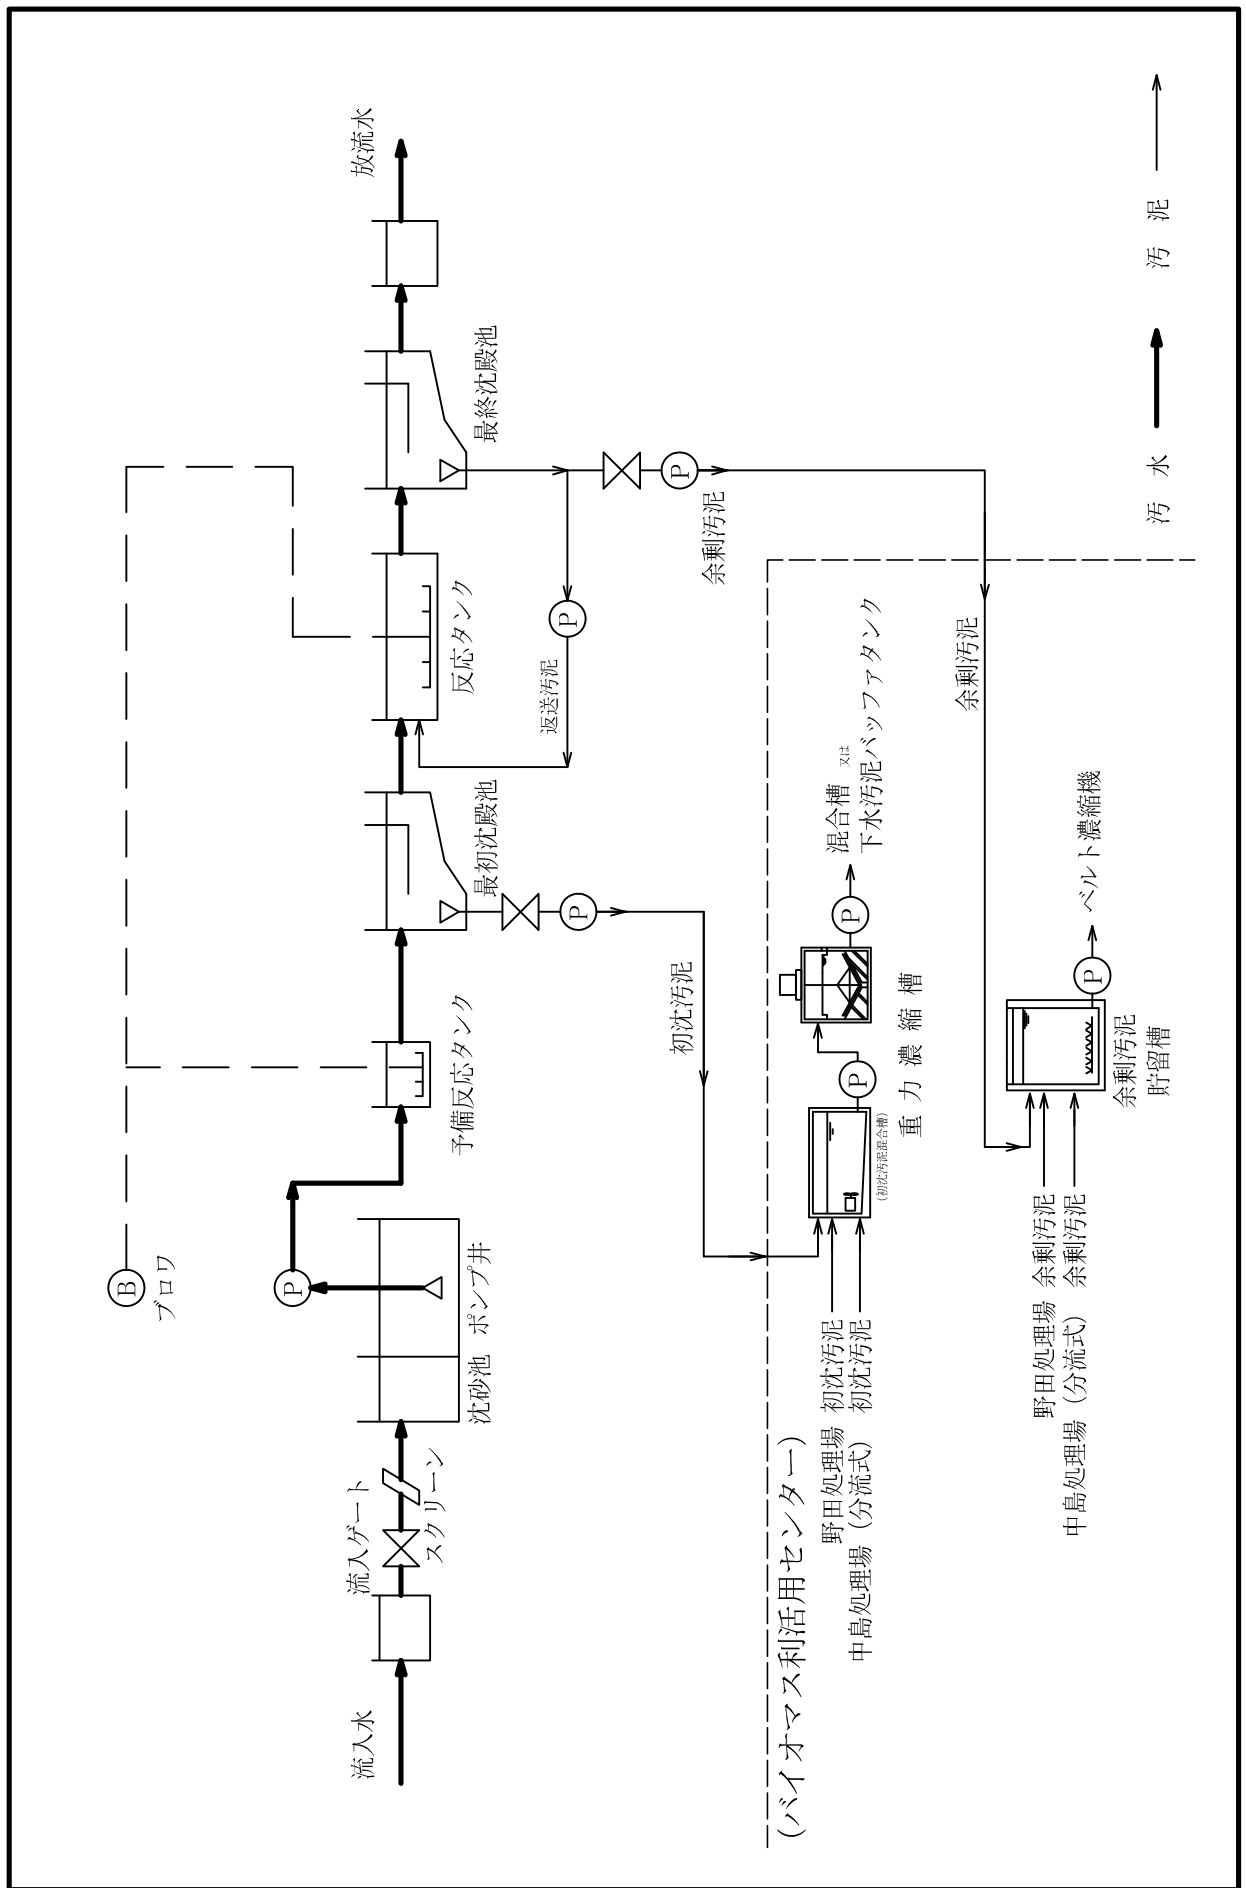 B
ブロワ
流入水
流入ゲート
スクリーン
沈砂池
ポンプ井
P
予備反応タンク
最初沈殿池
反応タンク
最終沈殿池
放流水
P
返送汚泥
P
余剰汚泥
P
初沈汚泥
(バイオマス利活用センター)
野田処理場 初沈汚泥
中島処理場 (分流式) 初沈汚泥
(初沈汚泥混合槽)
P
重力濃縮槽
P
混合槽 又は
下水汚泥バッファタンク
余剰汚泥
野田処理場 余剰汚泥
中島処理場 (分流式) 余剰汚泥
余剰汚泥
貯留槽
P
ベルト濃縮機
汚水
汚泥